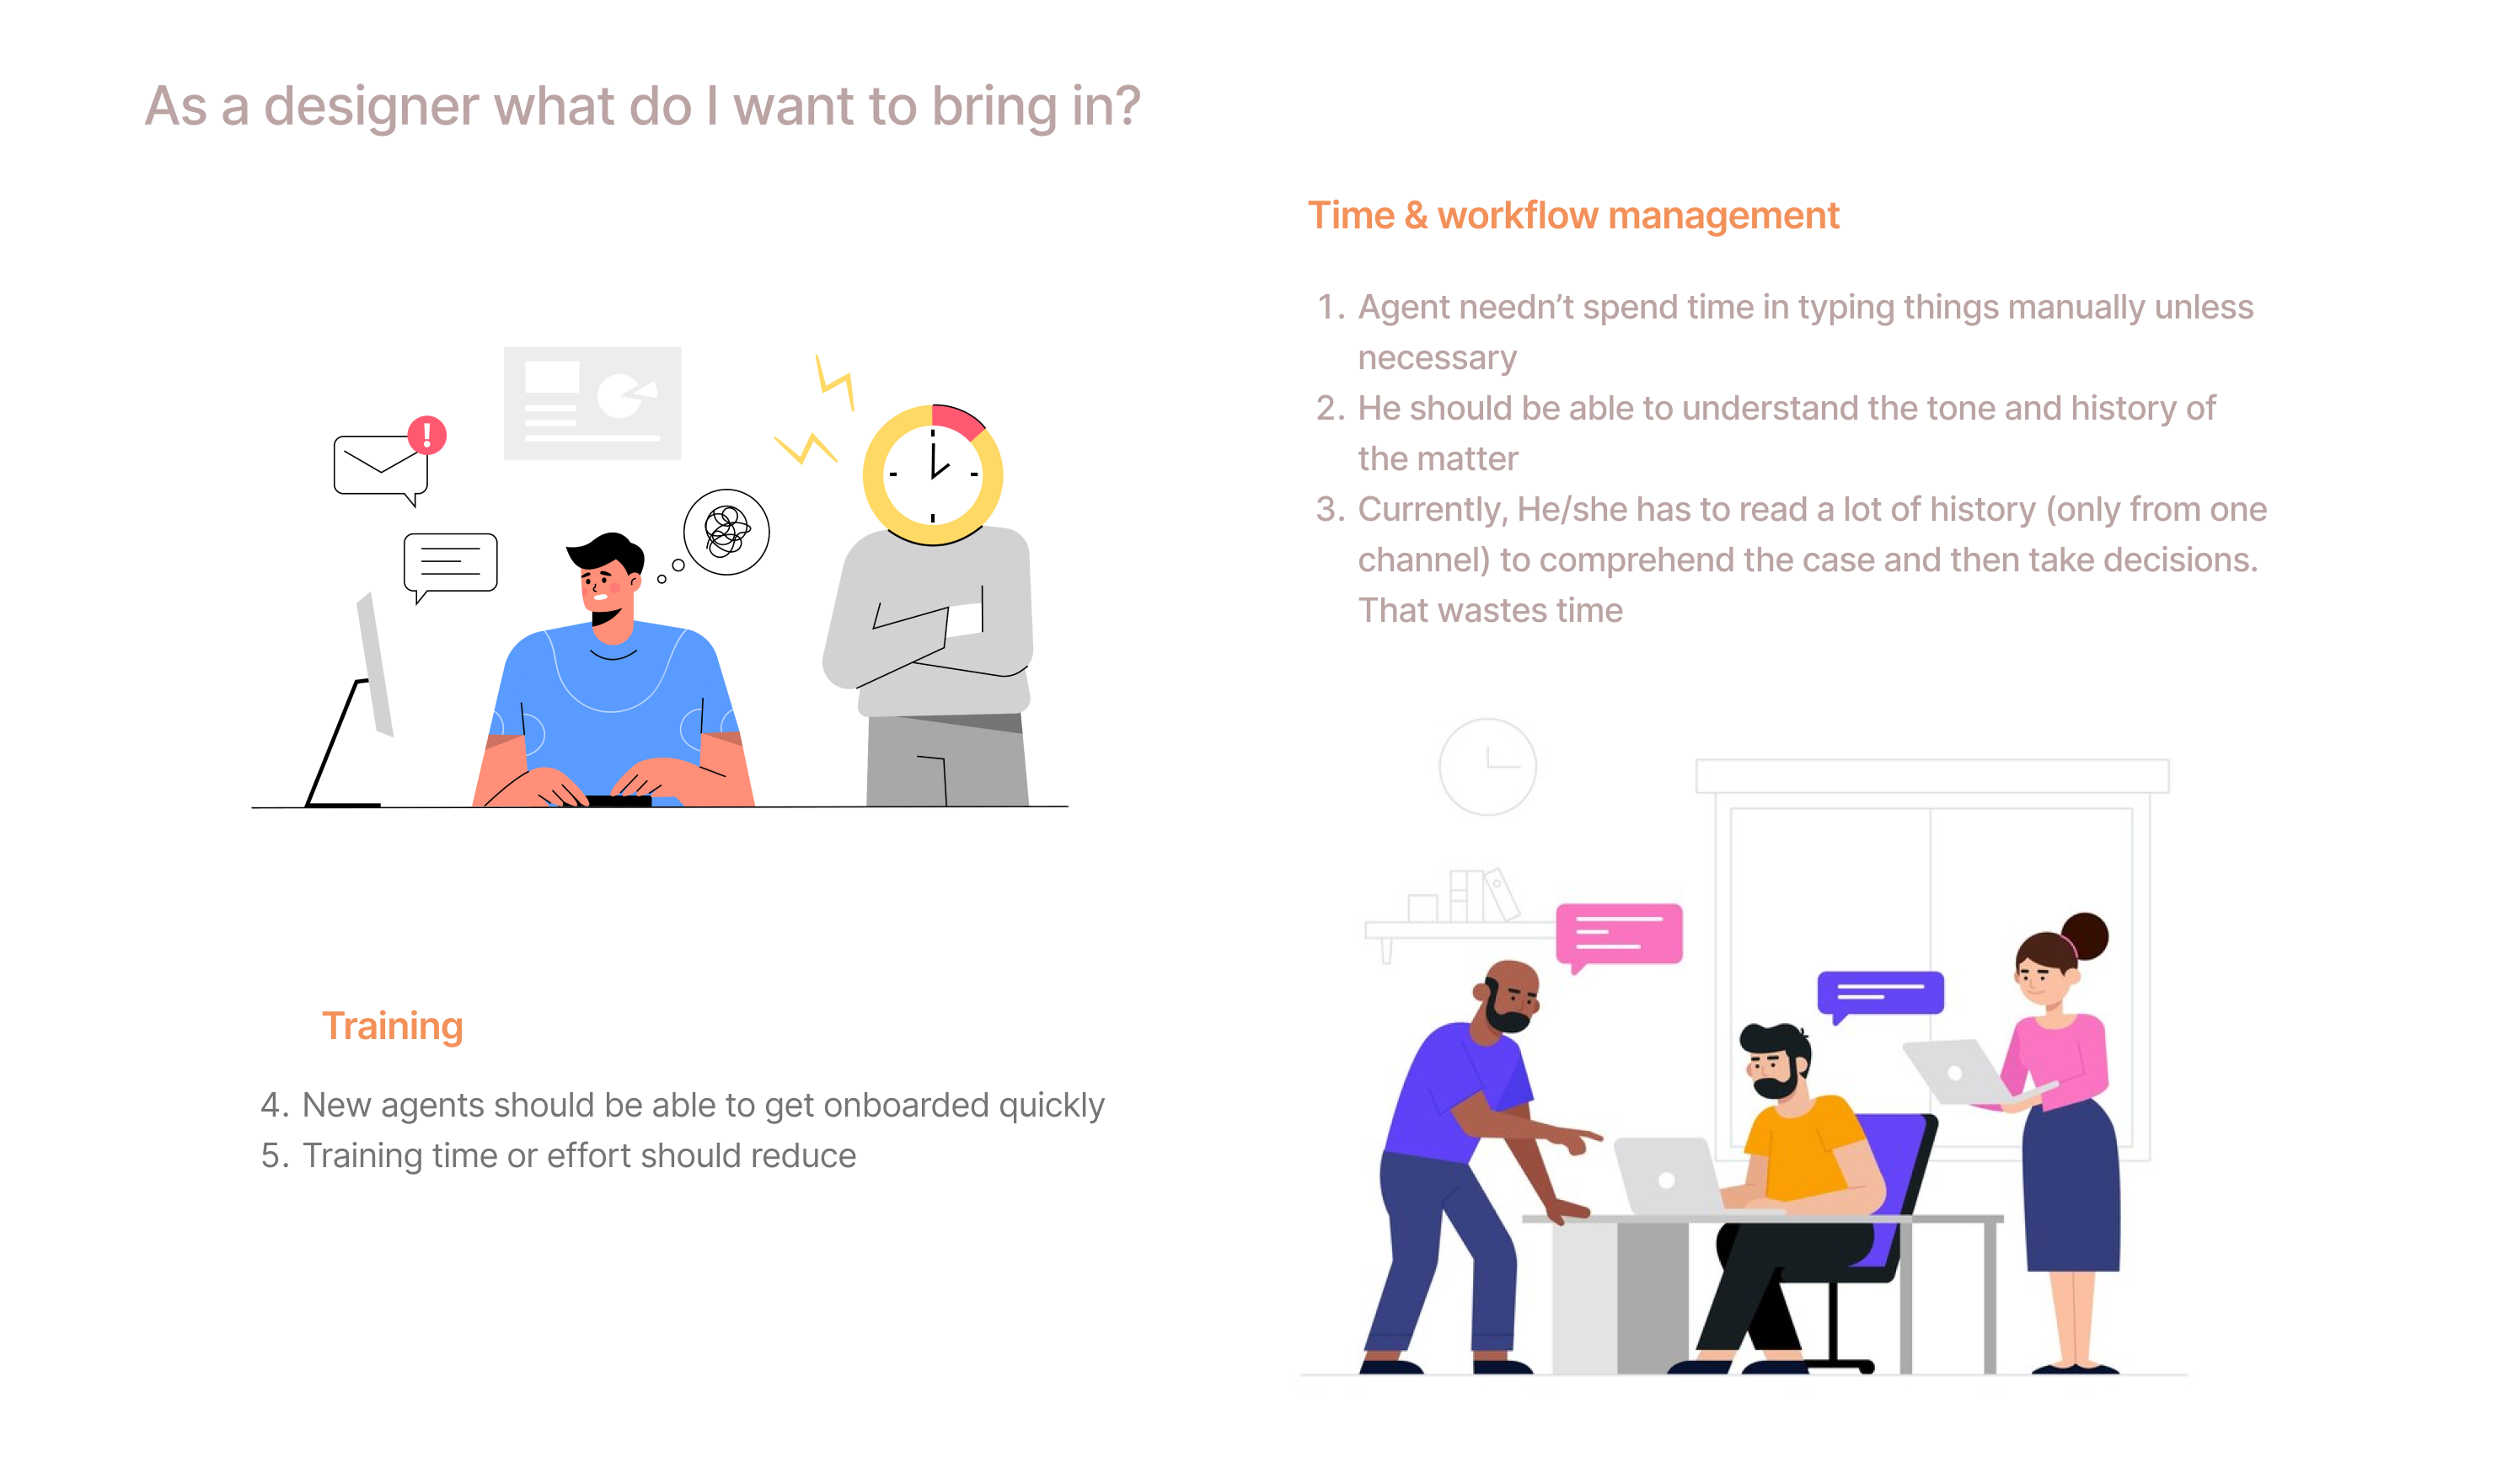 As a designer what do I want to bring in?
Time & workflow management
1. Agent needn’t spend time in typing things manually unless
necessary
2. He should be able to understand the tone and history of
the matter
3. Currently, He/she has to read a lot of history (only from one
channel) to comprehend the case and then take decisions.
That wastes time
Training
4. New agents should be able to get onboarded quickly
5. Training time or effort should reduce